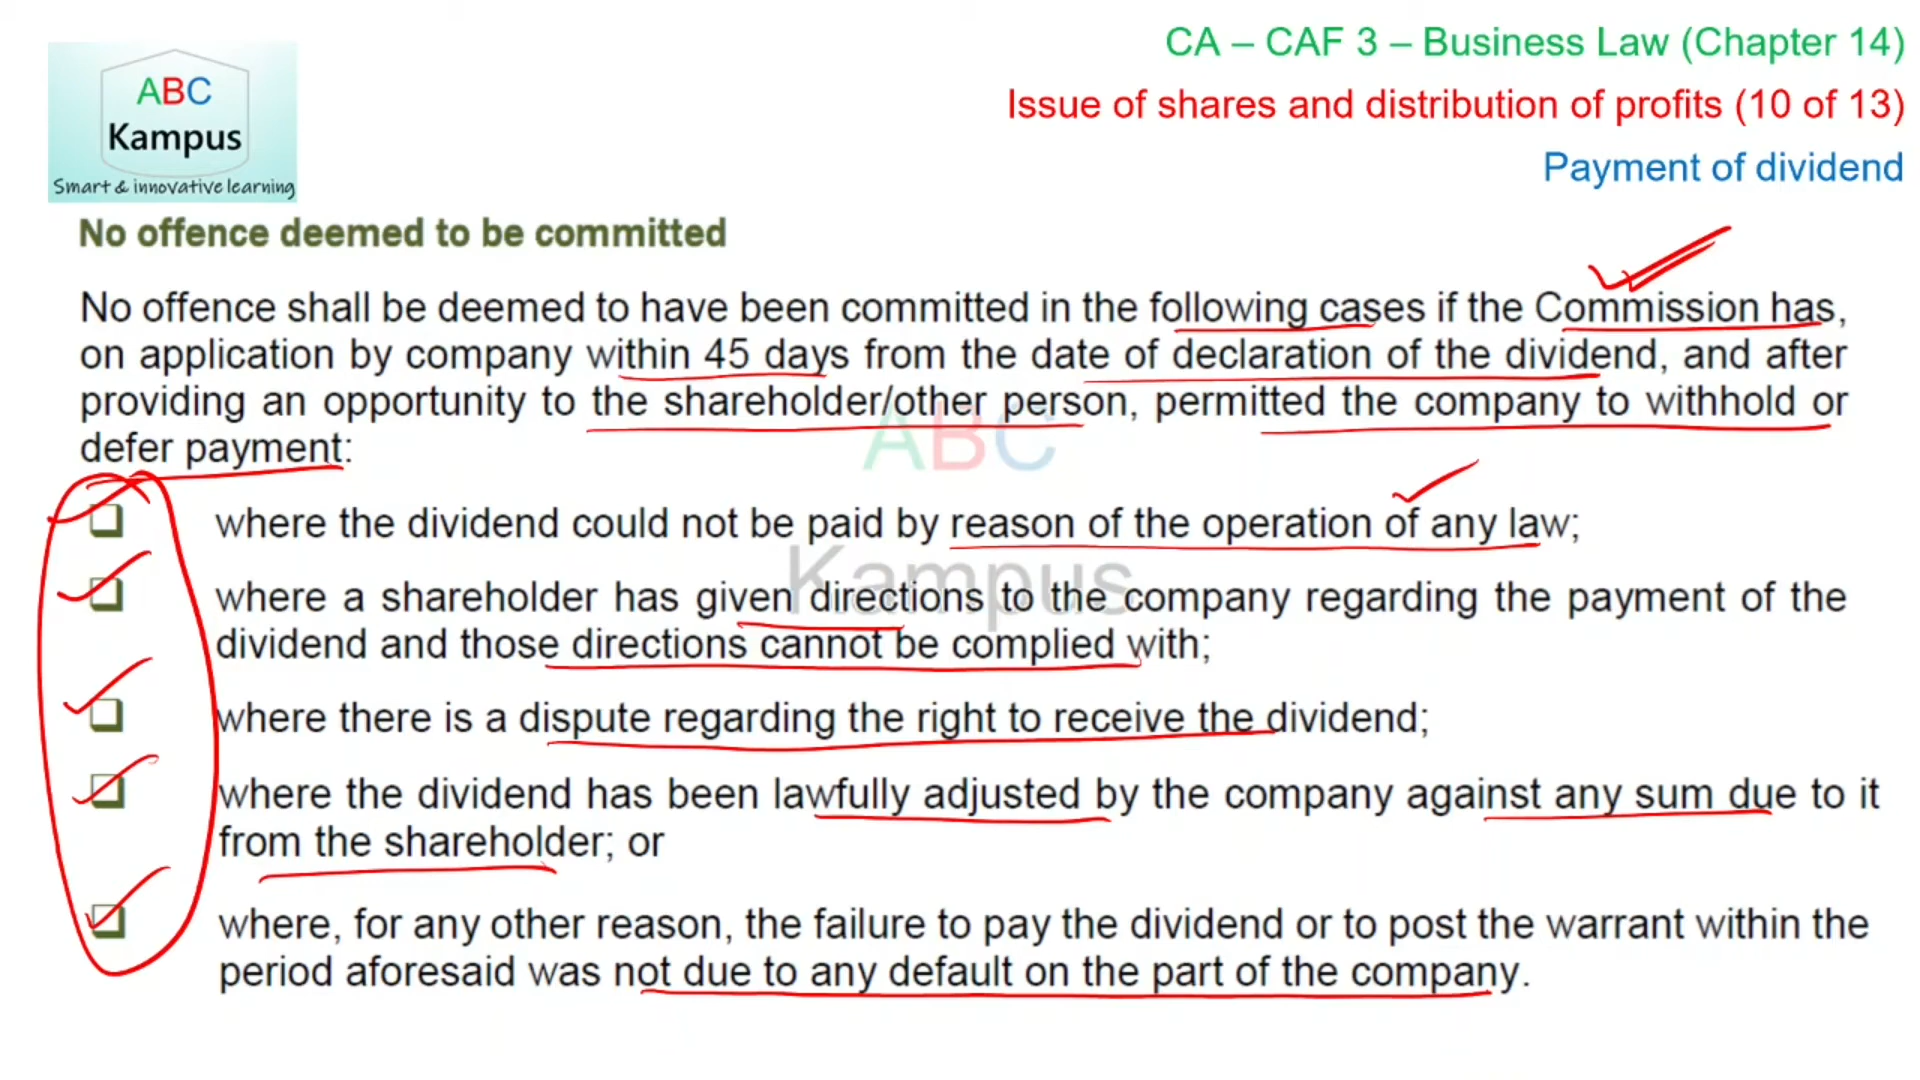 CA – CAF 3 – Business Law (Chapter 14)
Issue of shares and distribution of profits (10 of 13)
Payment of dividend
ABC
Kampus
Smart & innovative learning
No offence deemed to be committed
No offence shall be deemed to have been committed in the following cases if the Commission has,
on application by company within 45 days from the date of declaration of the dividend, and after
providing an opportunity to the shareholder/other person, permitted the company to withhold or
defer payment:
where the dividend could not be paid by reason of the operation of any law;
where a shareholder has given directions to the company regarding the payment of the
dividend and those directions cannot be complied with;
where there is a dispute regarding the right to receive the dividend;
where the dividend has been lawfully adjusted by the company against any sum due to it
from the shareholder; or
where, for any other reason, the failure to pay the dividend or to post the warrant within the
period aforesaid was not due to any default on the part of the company.
ABC
Kampus